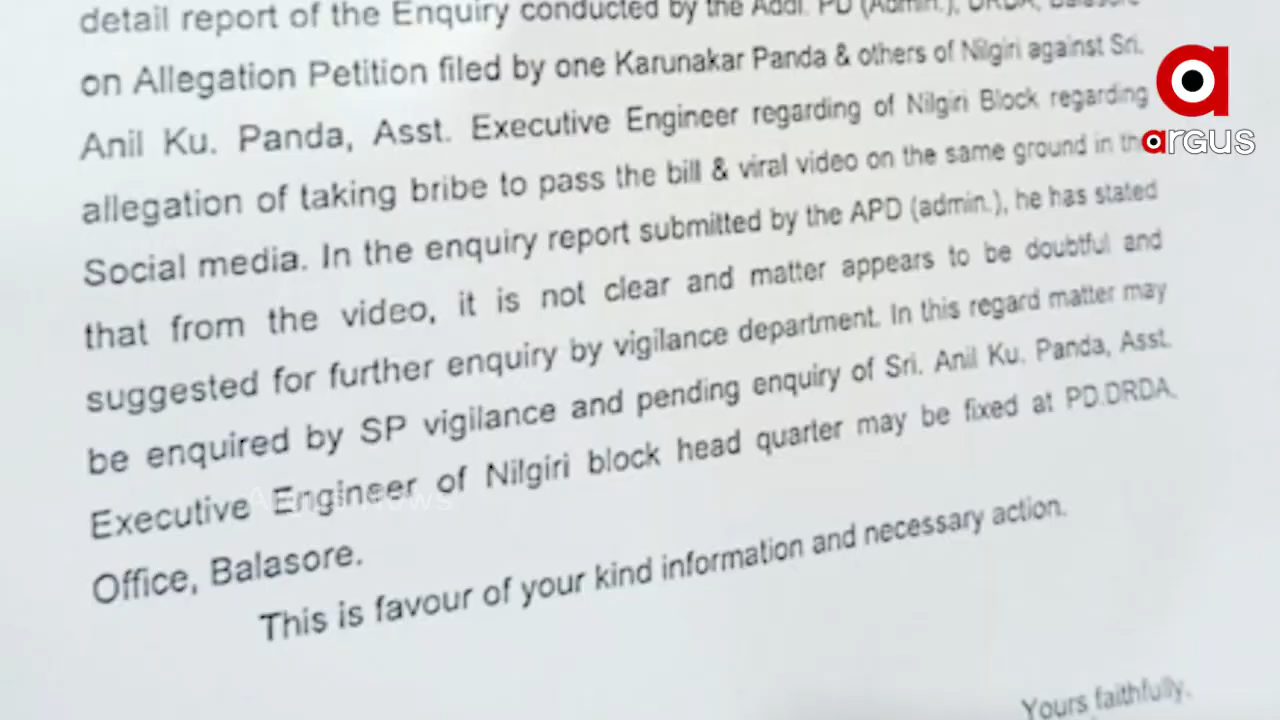 detail report of the Enquiry conducted by the Addl. PD (Admin.), DRDA, Balasore
on Allegation Petition filed by one Karunakar Panda & others of Nilgiri against Sri.
Anil Ku. Panda, Asst. Executive Engineer regarding of Nilgiri Block regarding
allegation of taking bribe to pass the bill & viral video on the same ground in the
Social media. In the enquiry report submitted by the APD (admin.), he has stated
that from the video, it is not clear and matter appears to be doubtful and
suggested for further enquiry by vigilance department. In this regard matter may
be enquired by SP vigilance and pending enquiry of Sri. Anil Ku. Panda, Asst.
Executive Engineer of Nilgiri block head quarter may be fixed at PD.DRDA,
Office, Balasore.
This is favour of your kind information and necessary action.
Yours faithfully,
argus